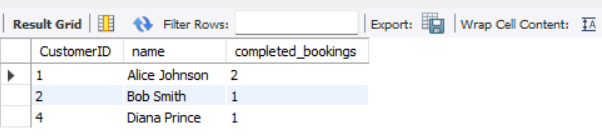 Result Grid Filter Rows: Export: Wrap Cell Content: IA
CustomerID name completed_bookings
1 Alice Johnson 2
2 Bob Smith 1
4 Diana Prince 1